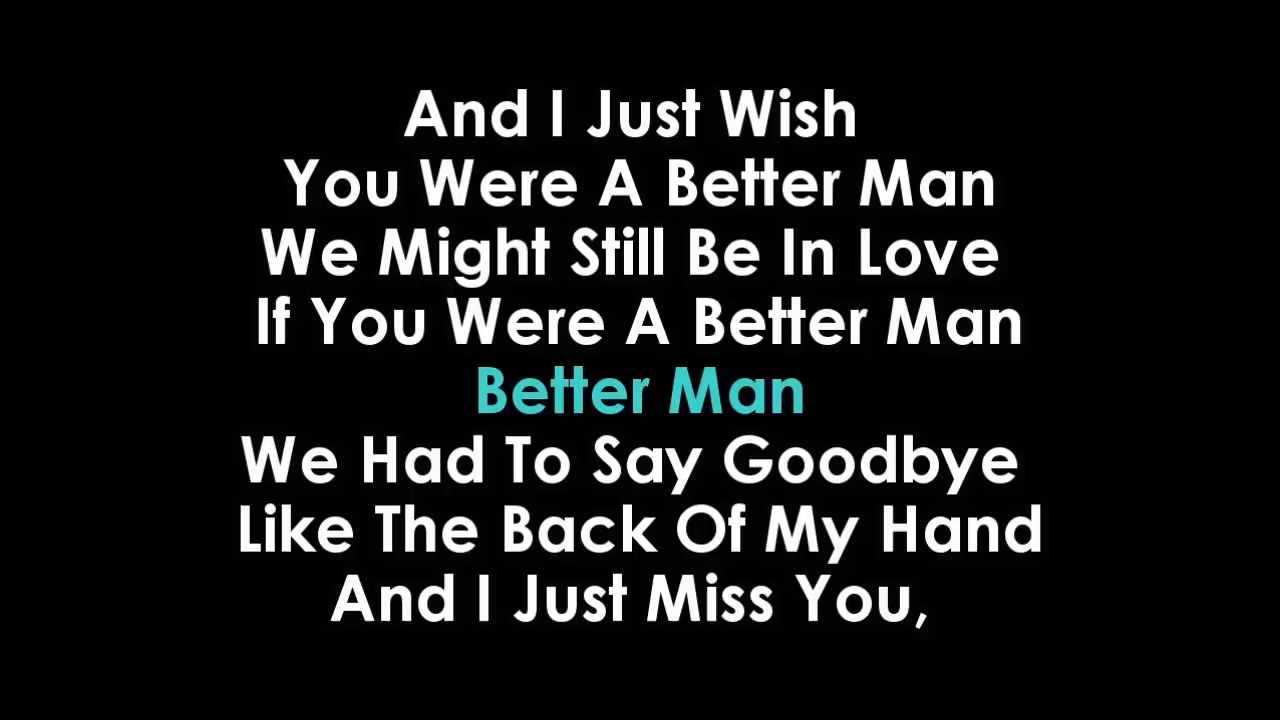 And I Just Wish
You Were A Better Man
We Might Still Be In Love
If You Were A Better Man
Better Man
We Had To Say Goodbye
Like The Back Of My Hand
And I Just Miss You,